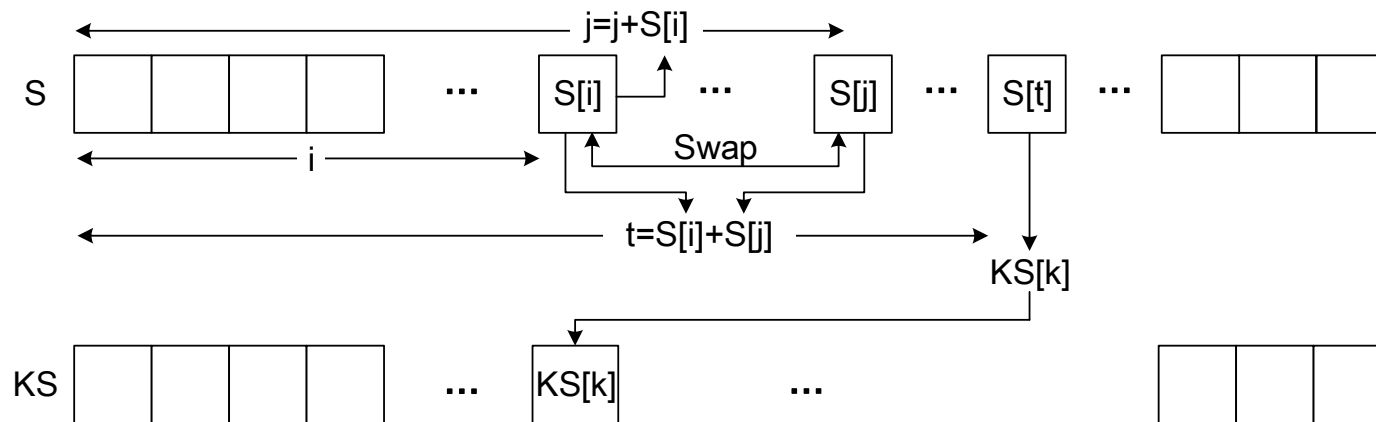 j=j+S[i]
S ... S[i] ... S[j] ... S[t] ...
Swap
i
t=S[i]+S[j]
KS[k]
KS ... KS[k] ...